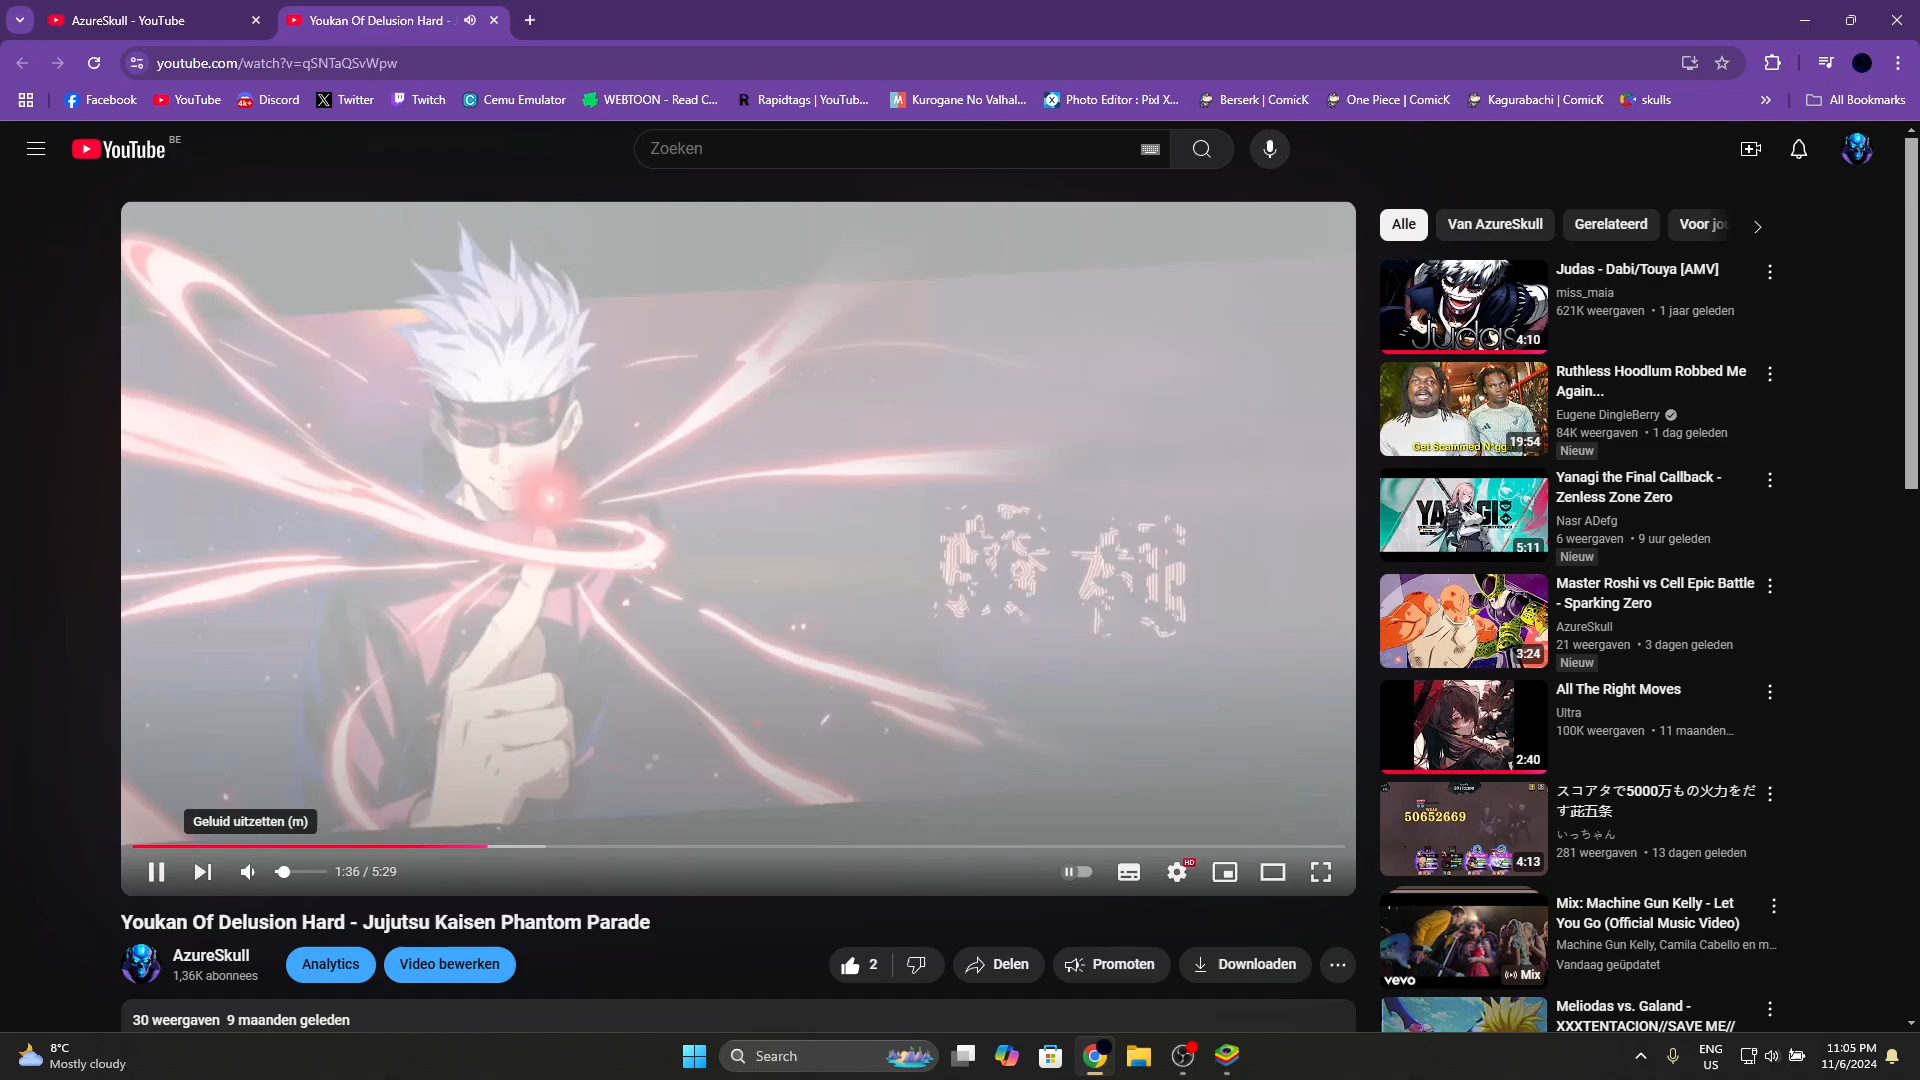 AzureSkull - YouTube
Youkan Of Delusion Hard -
youtube.com/watch?v=qSNTaQSvWpw
Facebook
YouTube
Discord
Twitter
Twitch
Cemu Emulator
WEBTOON - Read C...
Rapidtags | YouTub...
Kurogane No Valhal...
Photo Editor : Pixl X...
Berserk | ComicK
One Piece | ComicK
Kagurabachi | ComicK
skulls
All Bookmarks
YouTube BE
Zoeken
Alle
Van AzureSkull
Gerelateerd
Voor jou
Judas - Dabi/Touya [AMV]
miss_maia
621K weergaven • 1 jaar geleden
Judas
4:10
Ruthless Hoodlum Robbed Me
Again...
Eugene DingleBerry
84K weergaven • 1 dag geleden
Nieuw
19:54
Yanagi the Final Callback -
Zenless Zone Zero
Nasr ADefg
6 weergaven • 9 uur geleden
Nieuw
5:11
Master Roshi vs Cell Epic Battle
- Sparking Zero
AzureSkull
21 weergaven • 3 dagen geleden
Nieuw
3:24
All The Right Moves
Ultra
100K weergaven • 11 maanden...
2:40
スコアタで5000万もの火力をだ
す茈五条
いっちゃん
281 weergaven • 13 dagen geleden
50652669
4:13
Mix: Machine Gun Kelly - Let
You Go (Official Music Video)
Machine Gun Kelly, Camila Cabello en m...
Vandaag geüpdatet
vevo
Mix
Meliodas vs. Galand -
XXXTENTACION//SAVE ME//
Geluid uitzetten (m)
1:36 / 5:29
HD
Youkan Of Delusion Hard - Jujutsu Kaisen Phantom Parade
AzureSkull
1,36K abonnees
Analytics
Video bewerken
2
Delen
Promoten
Downloaden
30 weergaven 9 maanden geleden
8°C
Mostly cloudy
Search
ENG
US
11:05 PM
11/6/2024